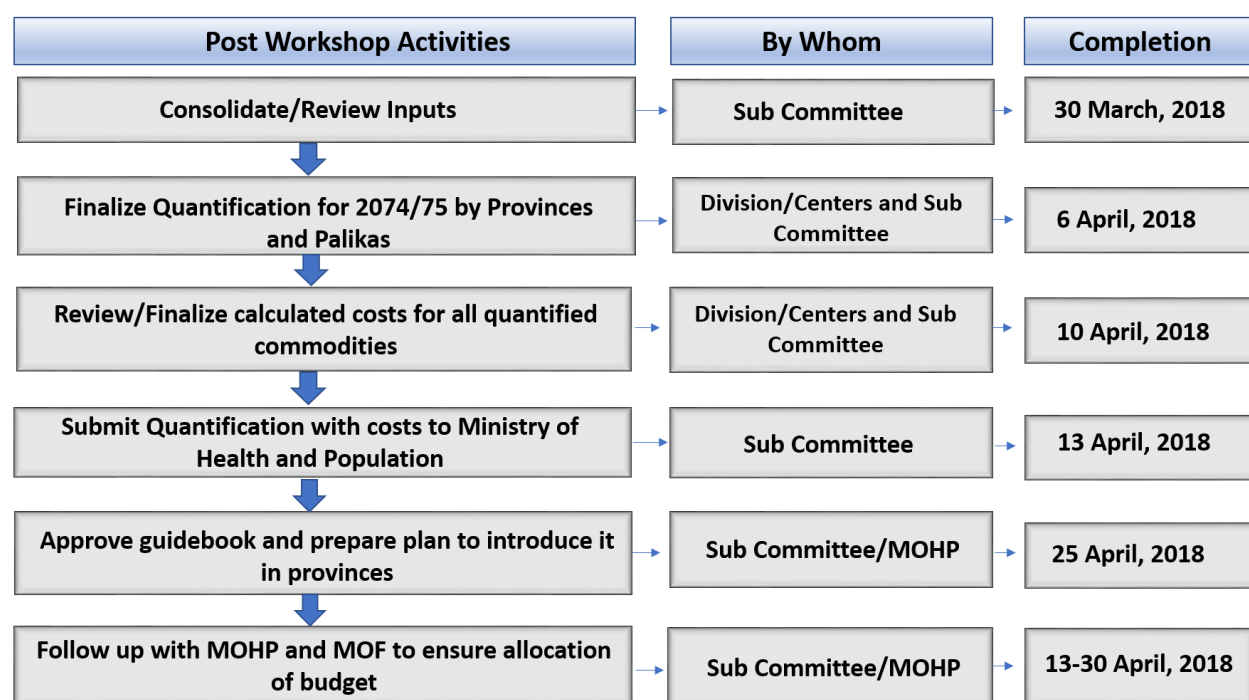 Post Workshop Activities
By Whom
Completion
Consolidate/Review Inputs
Sub Committee
30 March, 2018
Finalize Quantification for 2074/75 by Provinces
and Palikas
Division/Centers and Sub
Committee
6 April, 2018
Review/Finalize calculated costs for all quantified
commodities
Division/Centers and Sub
Committee
10 April, 2018
Submit Quantification with costs to Ministry of
Health and Population
Sub Committee
13 April, 2018
Approve guidebook and prepare plan to introduce it
in provinces
Sub Committee/MOHP
25 April, 2018
Follow up with MOHP and MOF to ensure allocation
of budget
Sub Committee/MOHP
13-30 April, 2018